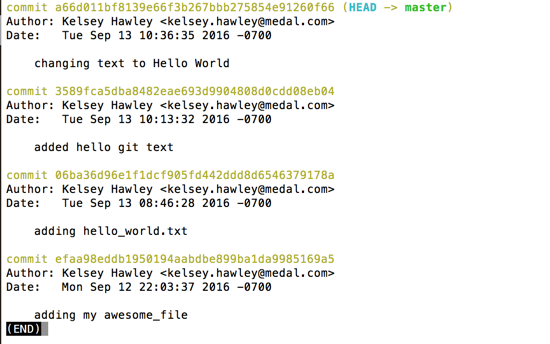 commit a66d011bf8139e66f3b267bbb275854e91260f66 (HEAD -> master)
Author: Kelsey Hawley <kelsey.hawley@medal.com>
Date:   Tue Sep 13 10:36:35 2016 -0700
changing text to Hello World
commit 3589fca5dba8482eae693d9904808d0cdd08eb04
Author: Kelsey Hawley <kelsey.hawley@medal.com>
Date:   Tue Sep 13 10:13:32 2016 -0700
added hello git text
commit 06ba36d96e1f1dcf905fd442ddd8d6546379178a
Author: Kelsey Hawley <kelsey.hawley@medal.com>
Date:   Tue Sep 13 08:46:28 2016 -0700
adding hello_world.txt
commit efaa98eddb1950194aabdbe899ba1da9985169a5
Author: Kelsey Hawley <kelsey.hawley@medal.com>
Date:   Mon Sep 12 22:03:37 2016 -0700
adding my awesome_file
(END)